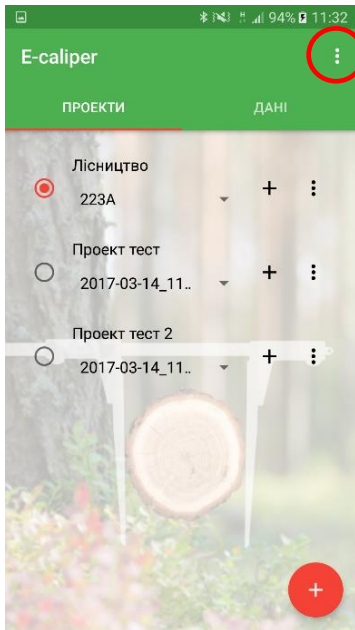 94% 11:32
E-caliper
ПРОЕКТИ ДАНІ
Лісництво
223А
Проект тест
2017-03-14_11..
Проект тест 2
2017-03-14_11..